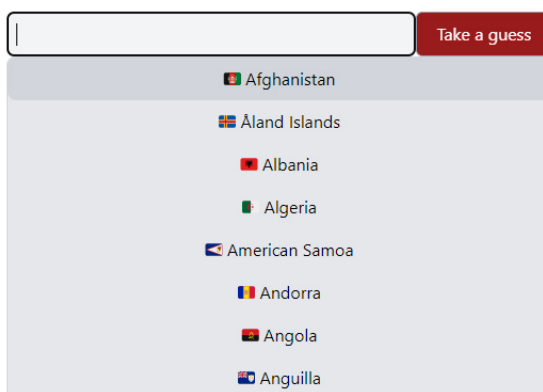 Take a guess
Afghanistan
Åland Islands
Albania
Algeria
American Samoa
Andorra
Angola
Anguilla